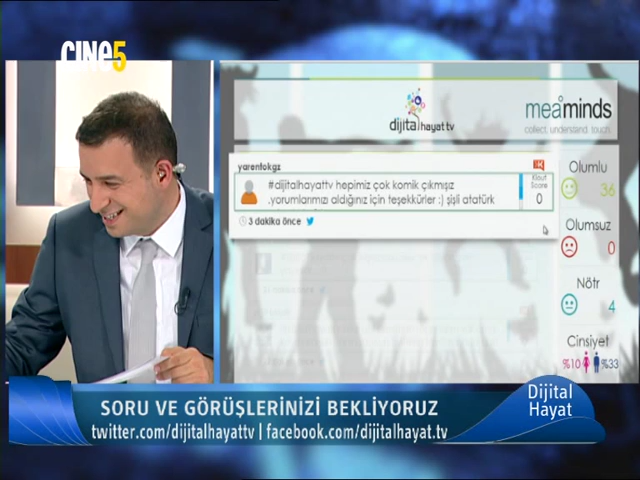 CINE5
dijital hayat tv
meaminds
collect. understand. touch.
yarentokgz
#dijitalhayattv hepimiz çok komik çıkmışız
.yorumlarımızı aldığınız için teşekkürler :) şişli atatürk
Klout
Score
0
3 dakika önce
Olumlu
36
Olumsuz
0
Nötr
4
Cinsiyet
%10 %33
SORU VE GÖRÜŞLERİNİZİ BEKLİYORUZ
twitter.com/dijitalhayattv | facebook.com/dijitalhayat.tv
Dijital
Hayat